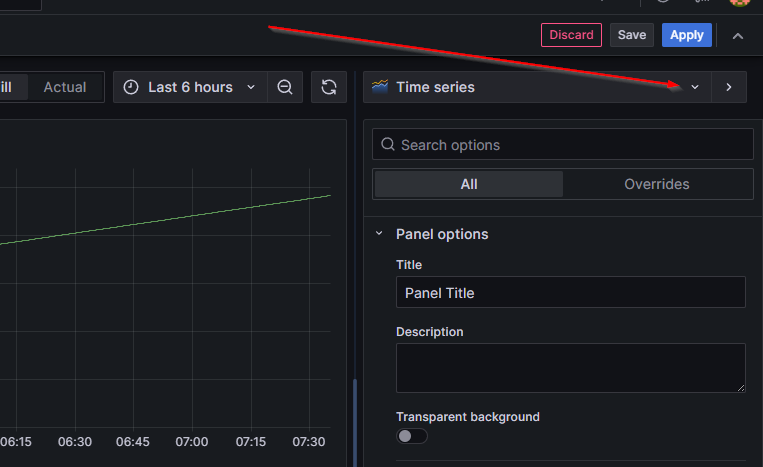 Discard Save Apply
ill Actual Last 6 hours Time series
Search options
All Overrides
Panel options
Title
Panel Title
Description
Transparent background
06:15 06:30 06:45 07:00 07:15 07:30